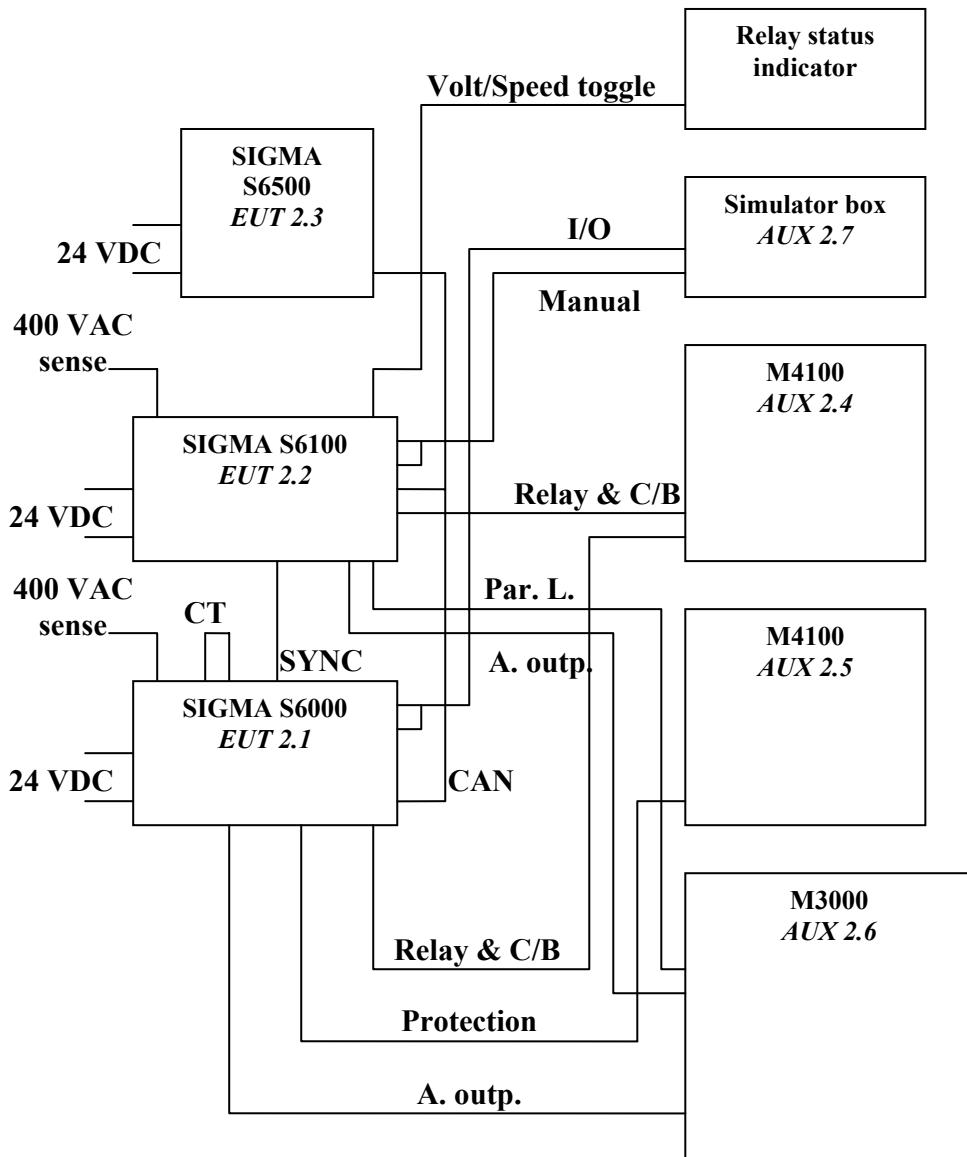 Relay status
indicator
Volt/Speed toggle
SIGMA
S6500
EUT 2.3
24 VDC
Simulator box
AUX 2.7
I/O
Manual
400 VAC
sense
M4100
AUX 2.4
SIGMA S6100
EUT 2.2
Relay & C/B
24 VDC
400 VAC
sense
CT
Par. L.
SYNC
A. outp.
M4100
AUX 2.5
SIGMA S6000
EUT 2.1
24 VDC
CAN
M3000
AUX 2.6
Relay & C/B
Protection
A. outp.